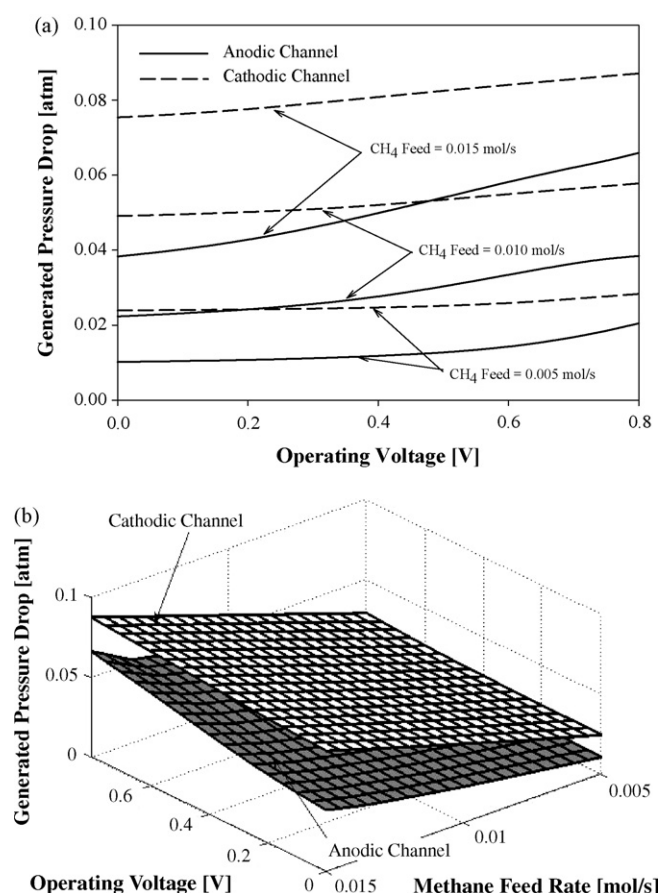 (a)
0.10
0.08
0.06
0.04
0.02
0.00
Generated Pressure Drop [atm]
Anodic Channel
Cathodic Channel
CH4 Feed = 0.015 mol/s
CH4 Feed = 0.010 mol/s
CH4 Feed = 0.005 mol/s
0.0 0.2 0.4 0.6 0.8
Operating Voltage [V]
(b)
Cathodic Channel
Generated Pressure Drop [atm]
0.1
0.05
0
0.6
0.4
0.2
0
0.015
0.01
0.005
Anodic Channel
Operating Voltage [V]
Methane Feed Rate [mol/s]